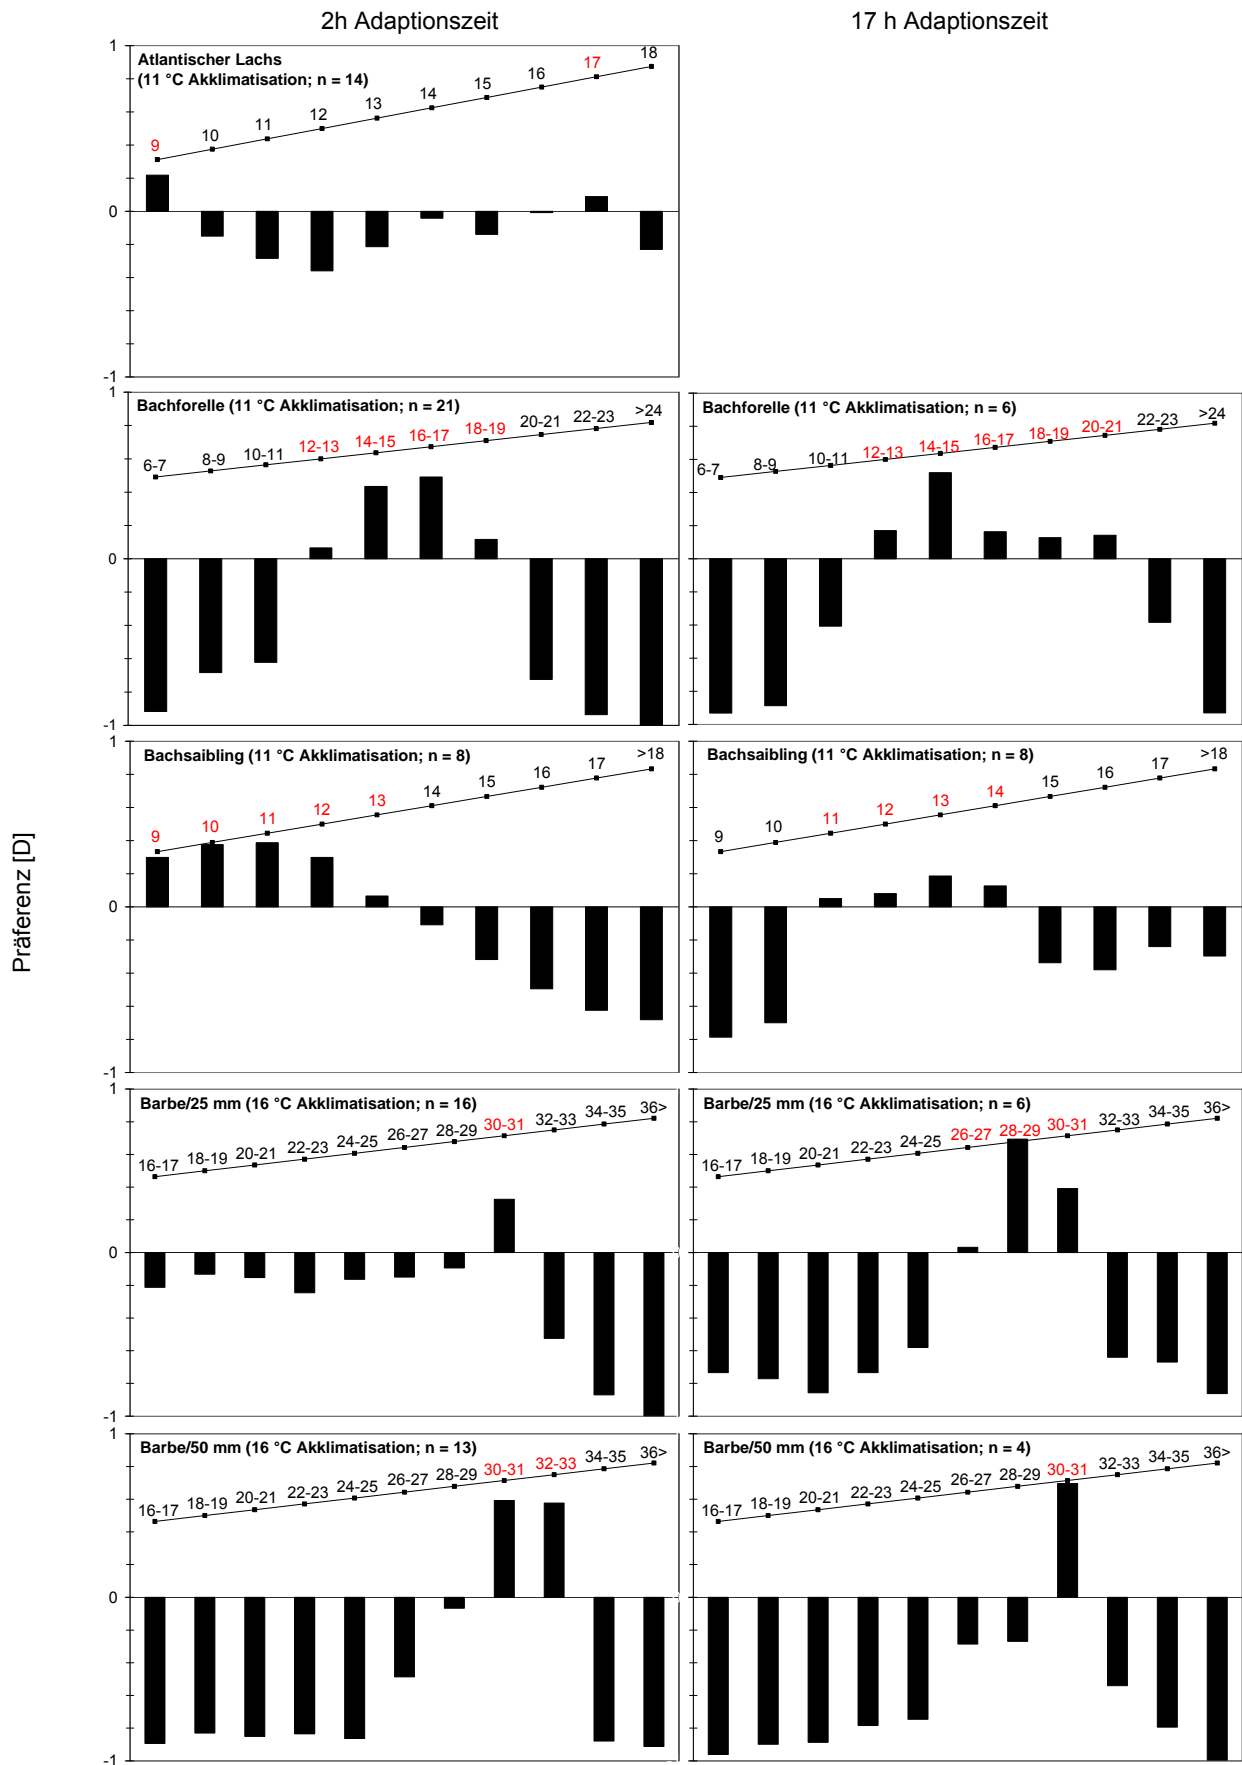 2h Adaptionszeit
17 h Adaptionszeit
Präferenz [D]
Atlantischer Lachs
(11 °C Akklimatisation; n = 14)
1
0
-1
9 10 11 12 13 14 15 16 17 18
Bachforelle (11 °C Akklimatisation; n = 21)
1
0
-1
6-7 8-9 10-11 12-13 14-15 16-17 18-19 20-21 22-23 >24
Bachforelle (11 °C Akklimatisation; n = 6)
6-7 8-9 10-11 12-13 14-15 16-17 18-19 20-21 22-23 >24
Bachsaibling (11 °C Akklimatisation; n = 8)
1
0
-1
9 10 11 12 13 14 15 16 17 >18
Bachsaibling (11 °C Akklimatisation; n = 8)
9 10 11 12 13 14 15 16 17 >18
Barbe/25 mm (16 °C Akklimatisation; n = 16)
1
0
-1
16-17 18-19 20-21 22-23 24-25 26-27 28-29 30-31 32-33 34-35 36>
Barbe/25 mm (16 °C Akklimatisation; n = 6)
16-17 18-19 20-21 22-23 24-25 26-27 28-29 30-31 32-33 34-35 36>
Barbe/50 mm (16 °C Akklimatisation; n = 13)
1
0
-1
16-17 18-19 20-21 22-23 24-25 26-27 28-29 30-31 32-33 34-35 36>
Barbe/50 mm (16 °C Akklimatisation; n = 4)
16-17 18-19 20-21 22-23 24-25 26-27 28-29 30-31 32-33 34-35 36>